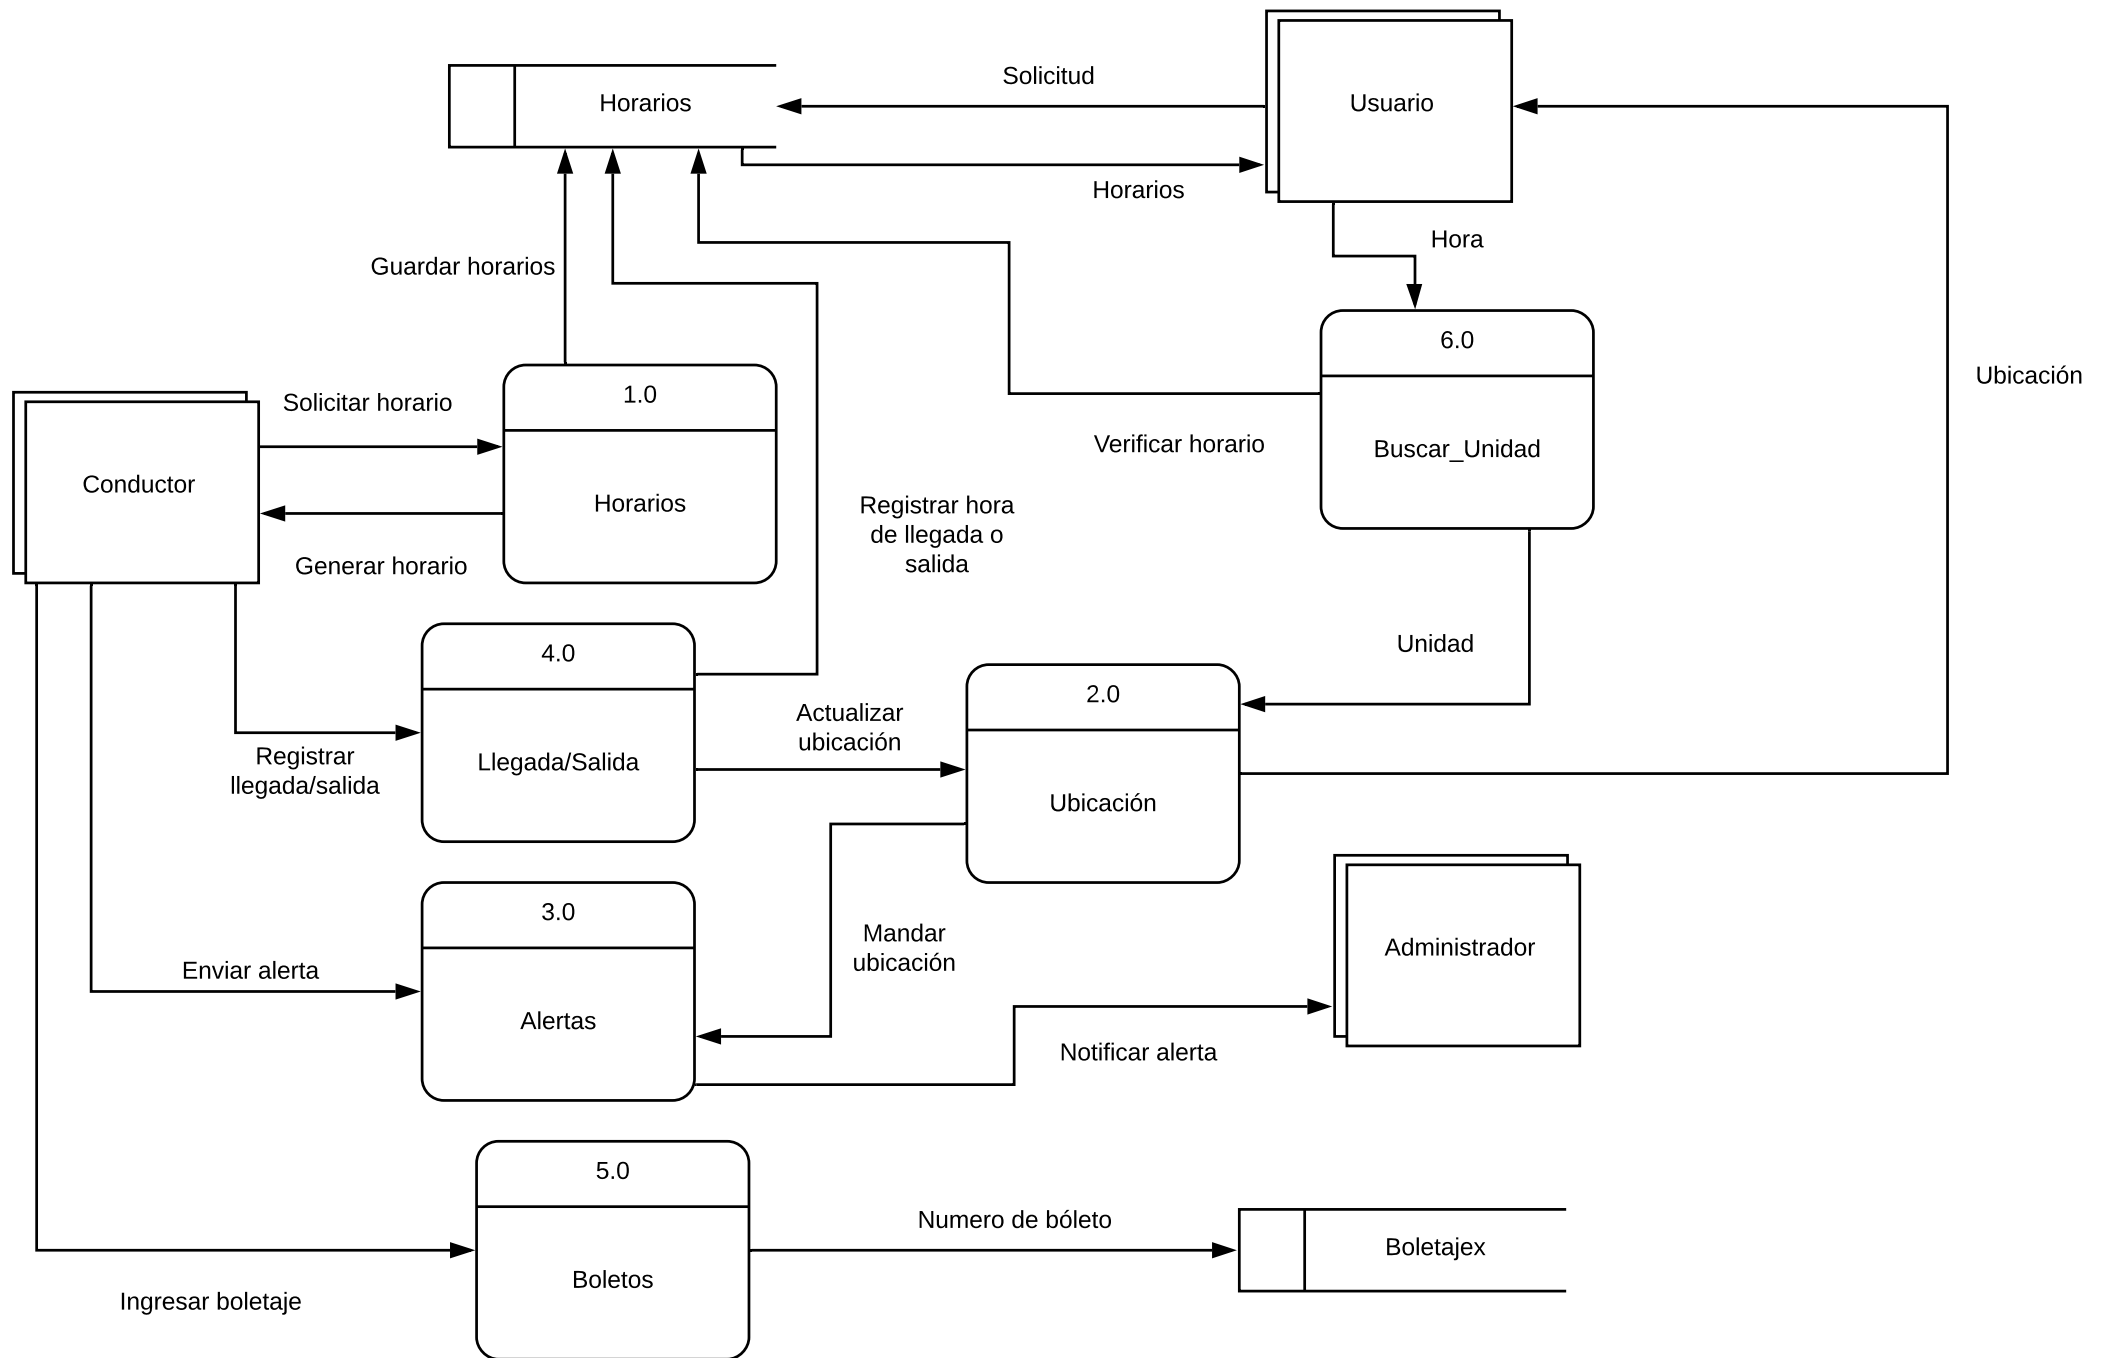 Solicitud
Horarios
Usuario
Horarios
Hora
Guardar horarios
6.0
Ubicación
1.0
Solicitar horario
Verificar horario
Buscar_Unidad
Conductor
Horarios
Registrar hora
de llegada o
salida
Generar horario
Unidad
4.0
2.0
Actualizar
ubicación
Registrar
llegada/salida
Llegada/Salida
Ubicación
3.0
Mandar
ubicación
Administrador
Enviar alerta
Alertas
Notificar alerta
5.0
Numero de bóleto
Boletajex
Boletos
Ingresar boletaje